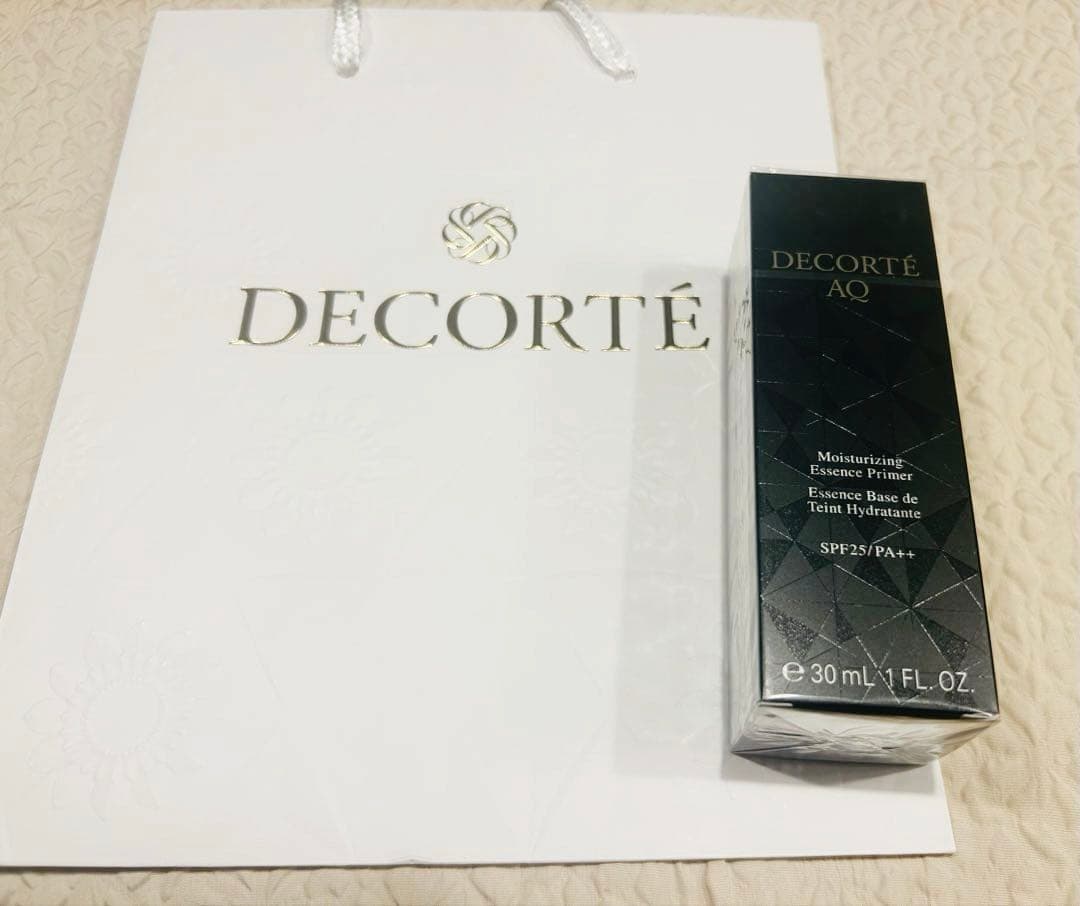 DECORTÉ
DECORTÉ
AQ
Moisturizing
Essence Primer
Essence Base de
Teint Hydratante
SPF25/PA++
℮ 30 mL 1 FL. OZ.